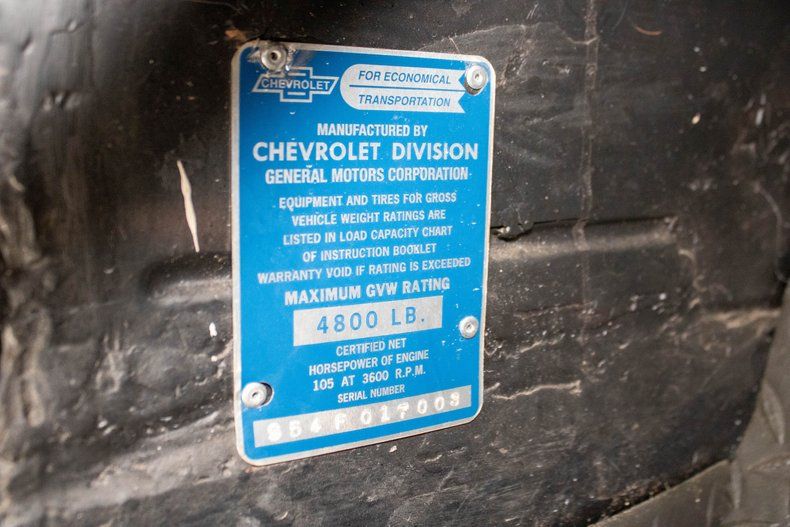 CHEVROLET
FOR ECONOMICAL
TRANSPORTATION
MANUFACTURED BY
CHEVROLET DIVISION
GENERAL MOTORS CORPORATION
EQUIPMENT AND TIRES FOR GROSS
VEHICLE WEIGHT RATINGS ARE
LISTED IN LOAD CAPACITY CHART
OF INSTRUCTION BOOKLET
WARRANTY VOID IF RATING IS EXCEEDED
MAXIMUM GVW RATING
4800 LB.
CERTIFIED NET
HORSEPOWER OF ENGINE
105 AT 3600 R.P.M.
SERIAL NUMBER